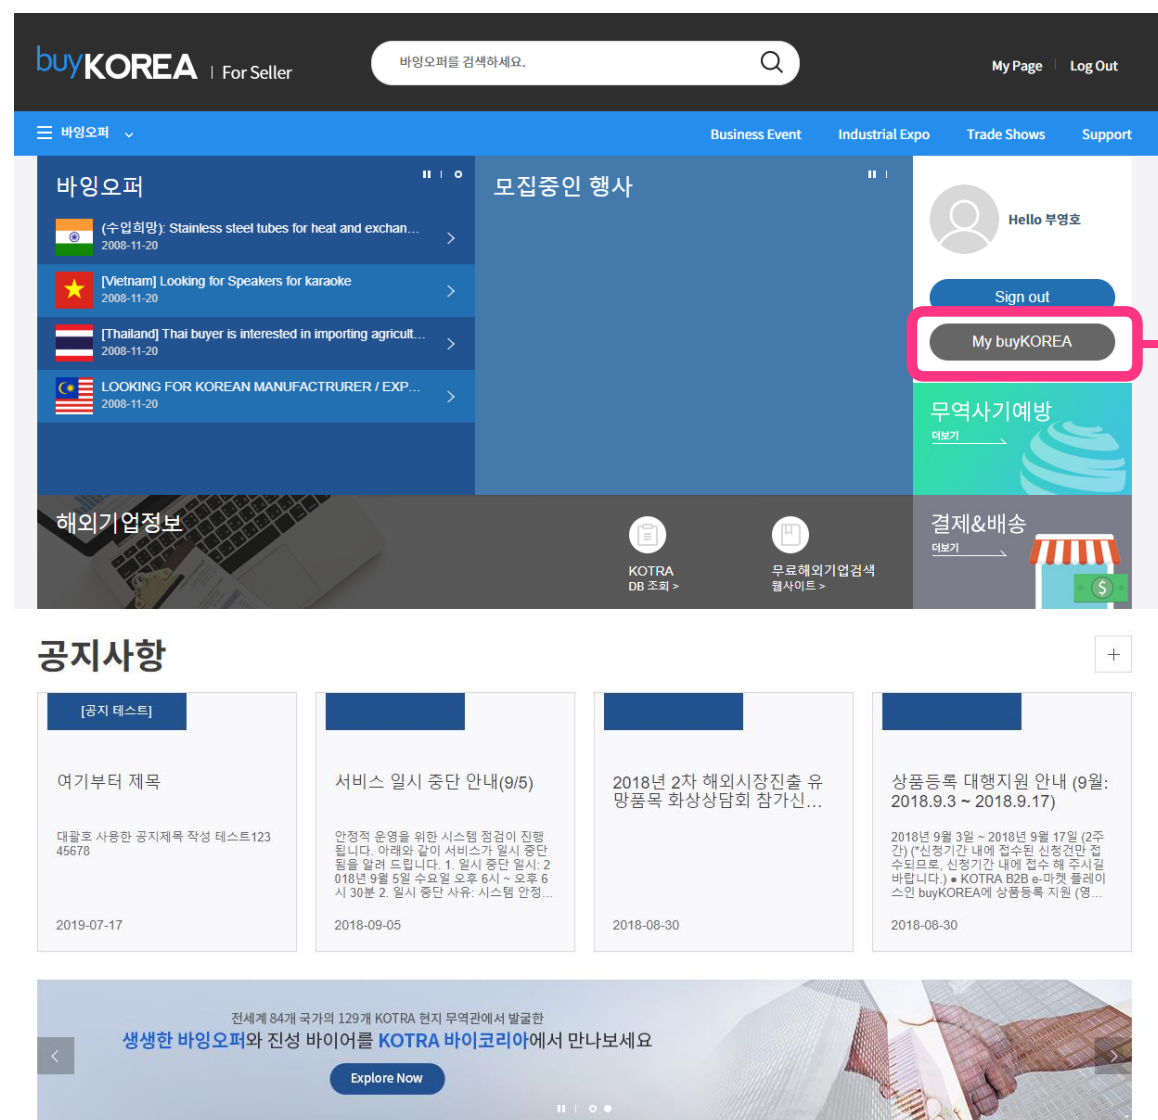 buyKOREA | For Seller
바잉오퍼를 검색하세요.
My Page
Log Out
바잉오퍼
Business Event
Industrial Expo
Trade Shows
Support
바잉오퍼
(수입희망): Stainless steel tubes for heat and exchan...
2008-11-20
[Vietnam] Looking for Speakers for karaoke
2008-11-20
[Thailand] Thai buyer is interested in importing agricult...
2008-11-20
LOOKING FOR KOREAN MANUFACTRURER / EXP...
2008-11-20
모집중인 행사
Hello 부영호
Sign out
My buyKOREA
무역사기예방
더보기
해외기업정보
KOTRA
DB 조회 >
무료해외기업검색
웹사이트 >
결제&배송
더보기
공지사항
[공지 테스트]
여기부터 제목
대괄호 사용한 공지제목 작성 테스트123
45678
2019-07-17
서비스 일시 중단 안내(9/5)
안정적 운영을 위한 시스템 점검이 진행
됩니다. 아래와 같이 서비스가 일시 중단
됨을 알려 드립니다. 1. 일시 중단 일시: 2
018년 9월 5일 수요일 오후 6시 ~ 오후 6
시 30분 2. 일시 중단 사유: 시스템 안정...
2018-09-05
2018년 2차 해외시장진출 유
망품목 화상상담회 참가신...
2018-08-30
상품등록 대행지원 안내 (9월:
2018.9.3 ~ 2018.9.17)
2018년 9월 3일 ~ 2018년 9월 17일 (2주
간) (*신청기간 내에 접수된 신청건만 접
수되므로, 신청기간 내에 접수 해 주시길
바랍니다.) ● KOTRA B2B e-마켓 플레이
스인 buyKOREA에 상품등록 지원 (영...
2018-08-30
전세계 84개 국가의 129개 KOTRA 현지 무역관에서 발굴한
생생한 바잉오퍼와 진성 바이어를 KOTRA 바이코리아에서 만나보세요
Explore Now